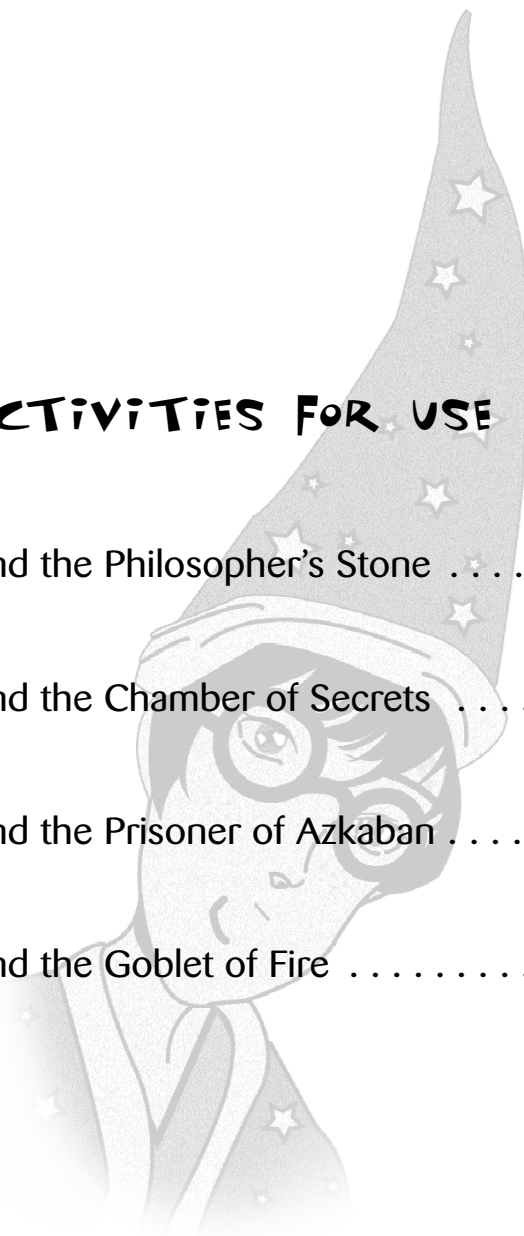 CTiViTiES FoR USE
nd the Philosopher's Stone . . . .
nd the Chamber of Secrets . . . .
nd the Prisoner of Azkaban . . . .
nd the Goblet of Fire . . . . . . . . .